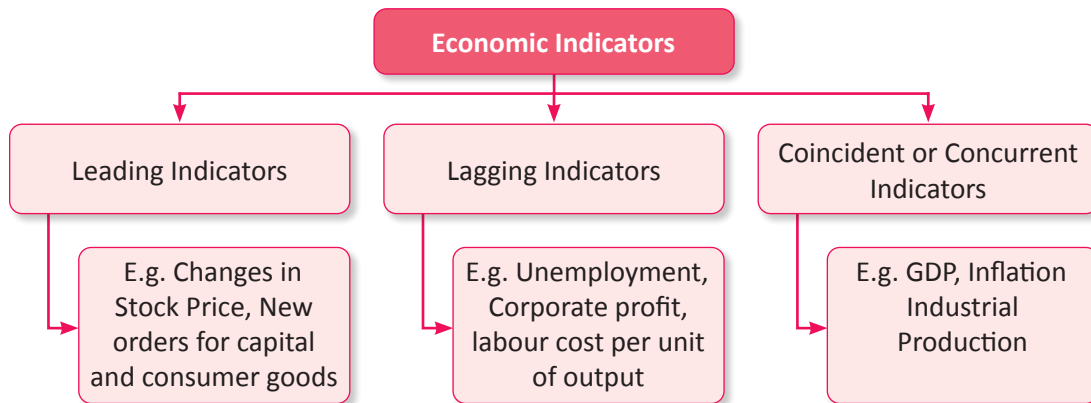 Economic Indicators
Leading Indicators
Lagging Indicators
Coincident or Concurrent
Indicators
E.g. Changes in
Stock Price, New
orders for capital
and consumer goods
E.g. Unemployment,
Corporate profit,
labour cost per unit
of output
E.g. GDP, Inflation
Industrial
Production